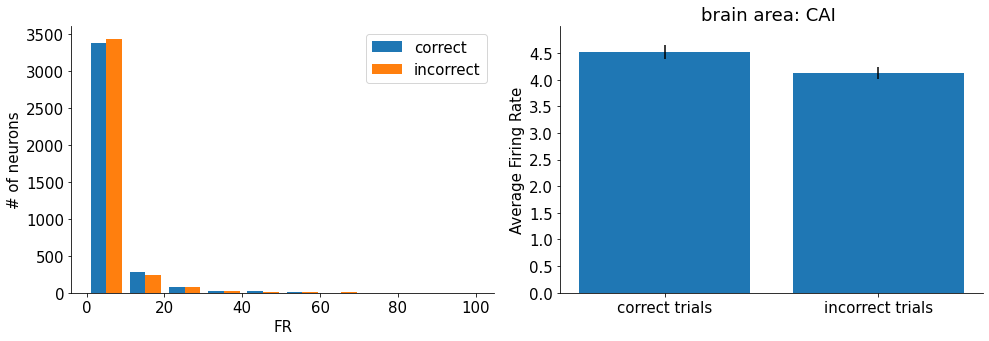 3500
3000
2500
2000
1500
1000
500
0
# of neurons
0 20 40 60 80 100
FR
correct
incorrect
brain area: CAI
4.5
4.0
3.5
3.0
2.5
2.0
1.5
1.0
0.5
0.0
Average Firing Rate
correct trials incorrect trials